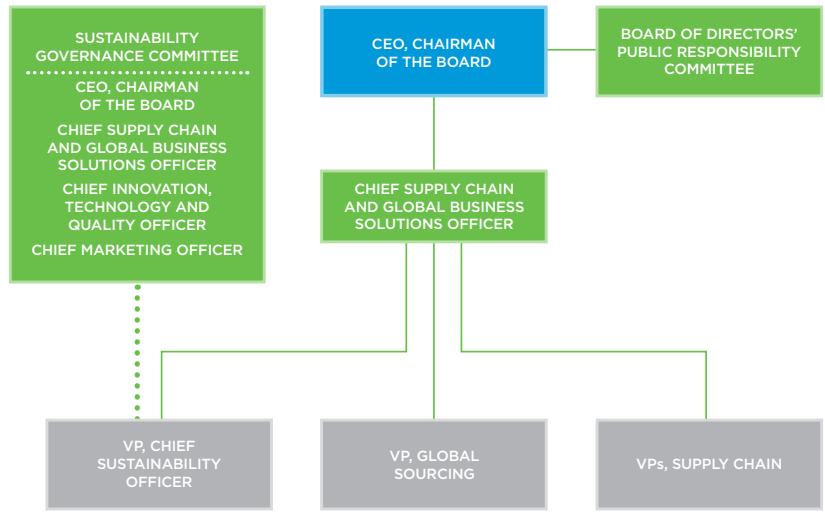 SUSTAINABILITY
GOVERNANCE COMMITTEE
CEO, CHAIRMAN
OF THE BOARD
CHIEF SUPPLY CHAIN
AND GLOBAL BUSINESS
SOLUTIONS OFFICER
CHIEF INNOVATION,
TECHNOLOGY AND
QUALITY OFFICER
CHIEF MARKETING OFFICER
CEO, CHAIRMAN
OF THE BOARD
BOARD OF DIRECTORS’
PUBLIC RESPONSIBILITY
COMMITTEE
CHIEF SUPPLY CHAIN
AND GLOBAL BUSINESS
SOLUTIONS OFFICER
VP, CHIEF
SUSTAINABILITY
OFFICER
VP, GLOBAL
SOURCING
VPs, SUPPLY CHAIN